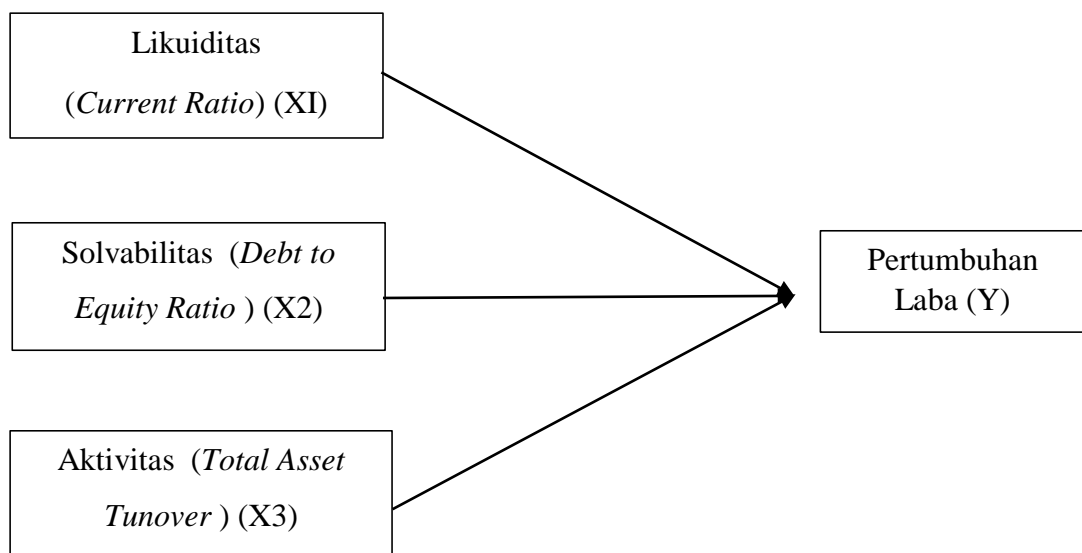 Likuiditas
(Current Ratio) (XI)
Solvabilitas (Debt to
Equity Ratio ) (X2)
Pertumbuhan
Laba (Y)
Aktivitas (Total Asset
Tunover ) (X3)